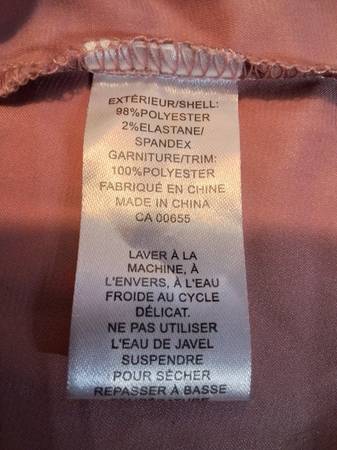 EXTÉRIEUR/SHELL:
98%POLYESTER
2%ELASTANE/
SPANDEX
GARNITURE/TRIM:
100%POLYESTER
FABRIQUÉ EN CHINE
MADE IN CHINA
CA 00655
LAVER À LA
MACHINE, À
L'ENVERS, À L'EAU
FROIDE AU CYCLE
DÉLICAT.
NE PAS UTILISER
L'EAU DE JAVEL
SUSPENDRE
POUR SÉCHER
REPASSER À BASSE